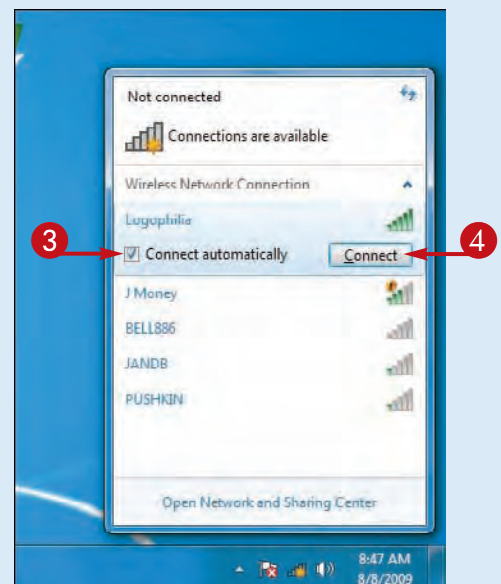 Not connected
Connections are available
Wireless Network Connection
Logophilia
3
Connect automatically
Connect
4
J Money
BELL886
JANDB
PUSHKIN
Open Network and Sharing Center
8:47 AM
8/8/2009